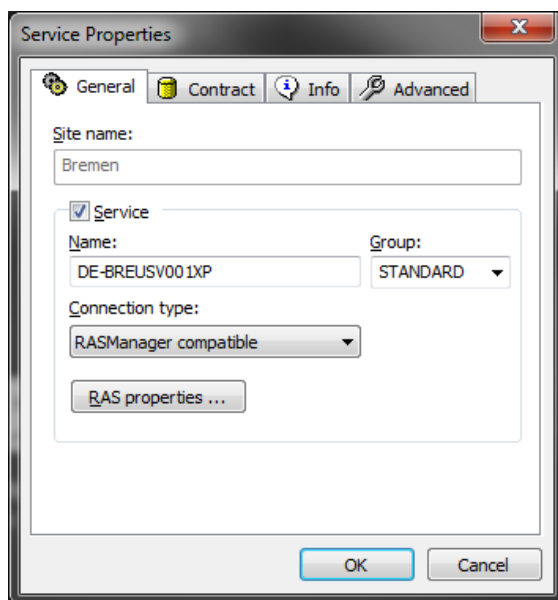 Service Properties
General Contract Info Advanced
Site name:
Bremen
Service
Name: Group:
DE-BREUSV001XP STANDARD
Connection type:
RASManager compatible
RAS properties ...
OK Cancel